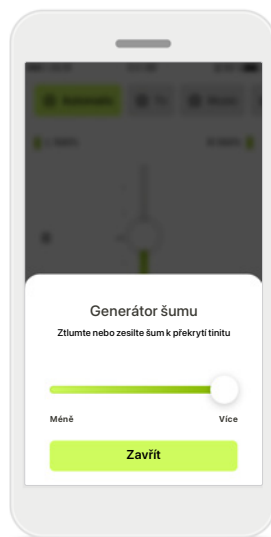 Generátor šumu
Ztlumte nebo zesilte šum k překrytí tinitu
Méně
Více
Zavřít